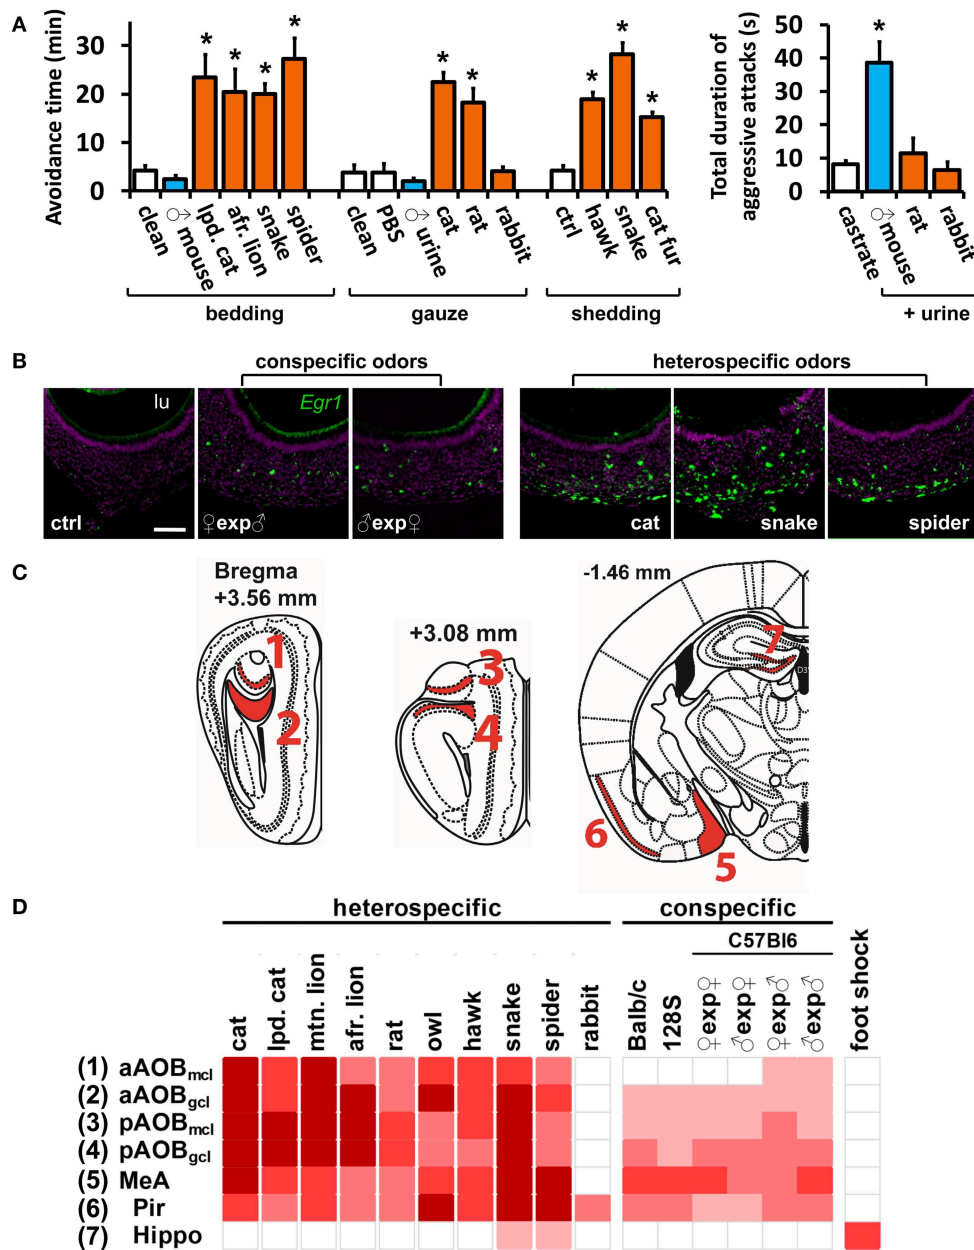 A
Avoidance time (min)
30
20
10
0
* * * *
* *
* * *
clean
♂ mouse
lpd. cat
afr. lion
snake
spider
bedding
clean
PBS
♂ urine
cat
rat
rabbit
gauze
ctrl
hawk
snake
cat fur
shedding
Total duration of
aggressive attacks (s)
50
40
30
20
10
0
*
castrate
♂ mouse
rat
rabbit
+ urine
B
conspecific odors
heterospecific odors
lu
Egr1
ctrl
♀exp♂
♂exp♀
cat
snake
spider
C
Bregma
+3.56 mm
1
2
+3.08 mm
3
4
-1.46 mm
7
6
5
D
heterospecific
conspecific
C57Bl6
cat
lpd. cat
mtn. lion
afr. lion
rat
owl
hawk
snake
spider
rabbit
Balb/c
128S
♀exp♀
♂exp♀
♀exp♂
♂exp♂
foot shock
(1) aAOBmcl
(2) aAOBgcl
(3) pAOBmcl
(4) pAOBgcl
(5) MeA
(6) Pir
(7) Hippo